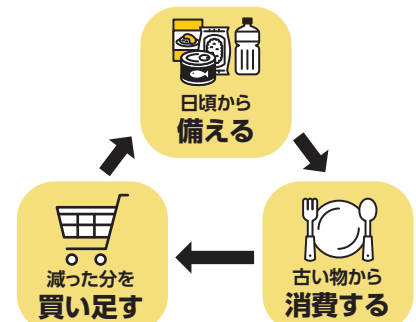 日頃から
備える
古い物から
消費する
減った分を
買い足す